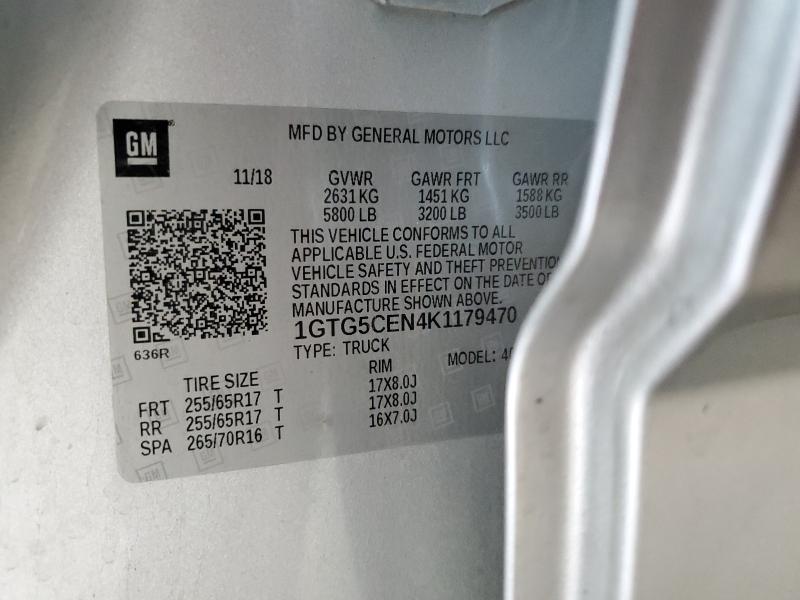 GM
®
MFD BY GENERAL MOTORS LLC
11/18 GVWR GAWR FRT GAWR RR
2631 KG 1451 KG 1588 KG
5800 LB 3200 LB 3500 LB
THIS VEHICLE CONFORMS TO ALL
APPLICABLE U.S. FEDERAL MOTOR
VEHICLE SAFETY AND THEFT PREVENTION
STANDARDS IN EFFECT ON THE DATE OF
MANUFACTURE SHOWN ABOVE.
1GTG5CEN4K1179470
636R
TYPE: TRUCK MODEL:
TIRE SIZE RIM
FRT 255/65R17 T 17X8.0J
RR 255/65R17 T 17X8.0J
SPA 265/70R16 T 16X7.0J